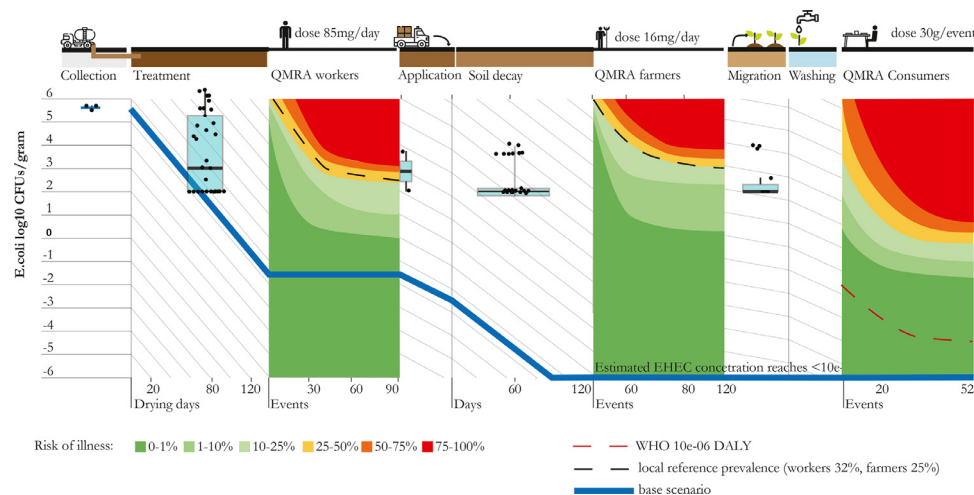 dose 85mg/day
dose 16mg/day
dose 30g/event
Collection
Treatment
QMRA workers
Application
Soil decay
QMRA farmers
Migration
Washing
QMRA Consumers
E.coli log10 CFUs/gram
6
5
4
3
2
1
0
-1
-2
-3
-4
-5
-6
Estimated EHEC concetration reaches <10e-
20 80 120
30 60 90
60 120
60 80 120
20 52
Drying days
Events
Days
Events
Events
Risk of illness: 0-1% 1-10% 10-25% 25-50% 50-75% 75-100%
WHO 10e-06 DALY
local reference prevalence (workers 32%, farmers 25%)
base scenario